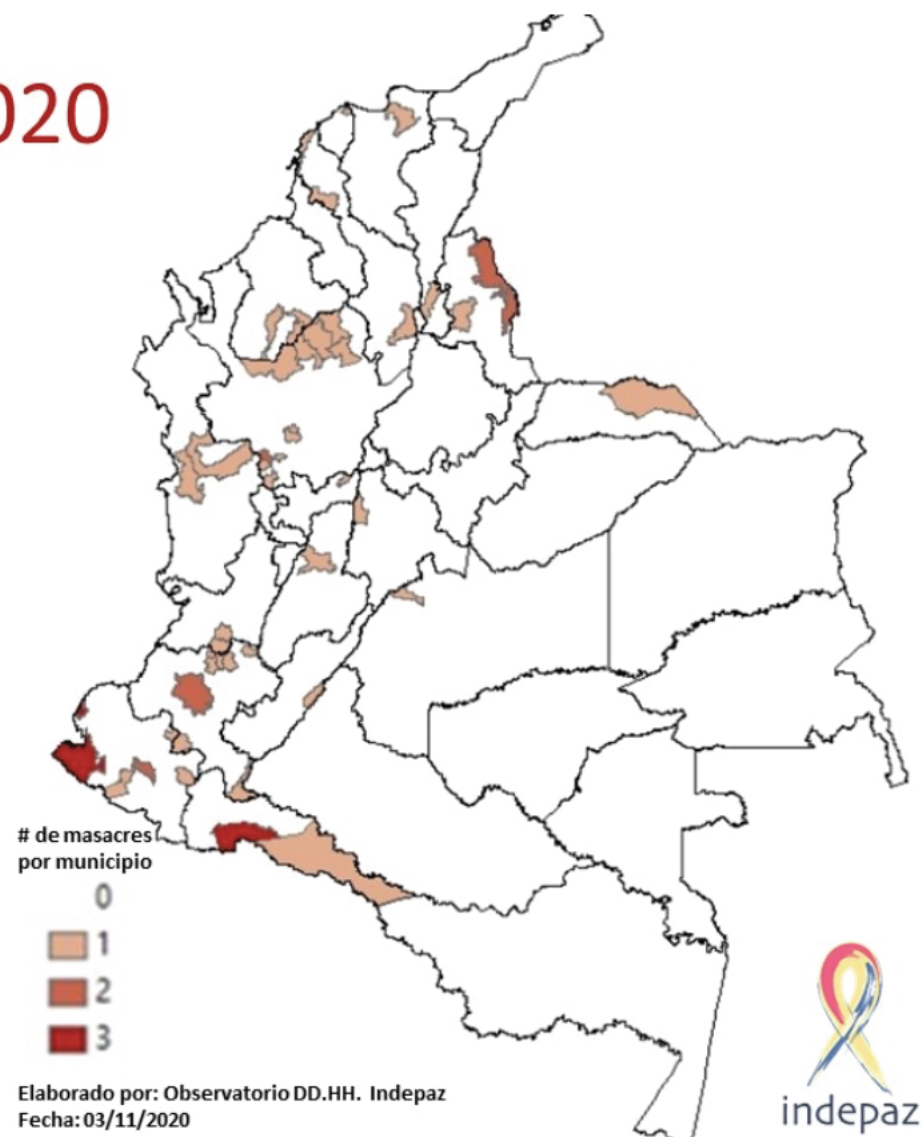 020
# de masacres
por municipio
0
1
2
3
Elaborado por: Observatorio DD.HH. Indepaz
Fecha: 03/11/2020
indepaz